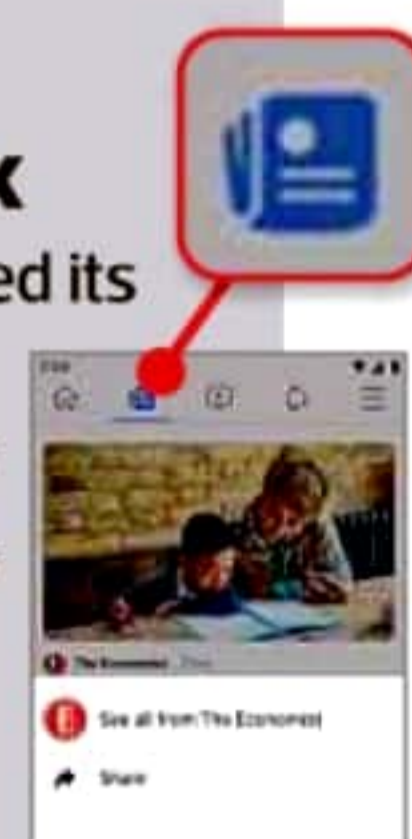 k
ed its
The Economist
See all from The Economist
Share